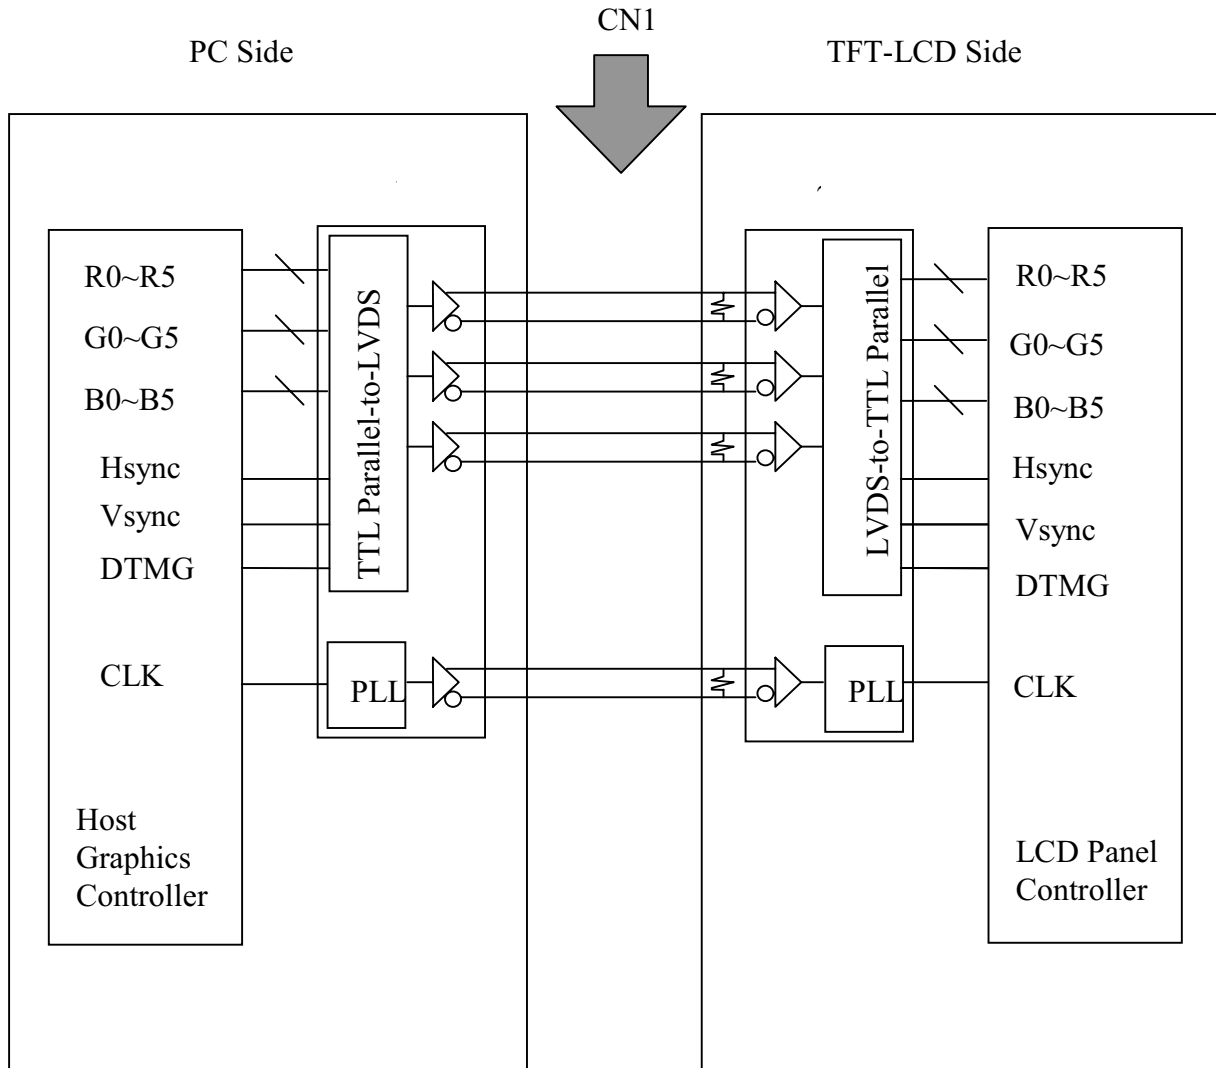 CN1
PC Side
TFT-LCD Side
R0~R5
G0~G5
B0~B5
Hsync
Vsync
DTMG
CLK
Host
Graphics
Controller
TTL Parallel-to-LVDS
PLL
LVDS-to-TTL Parallel
PLL
R0~R5
G0~G5
B0~B5
Hsync
Vsync
DTMG
CLK
LCD Panel
Controller